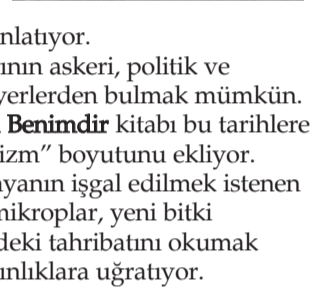 nlatıyor.
ının askeri, politik ve
yerlerden bulmak mümkün.
Benimdir kitabı bu tarihlere
izm” boyutunu ekliyor.
yanın işgal edilmek istenen
nikroplar, yeni bitki
deki tahribatını okumak
ınlıklara uğratıyor.